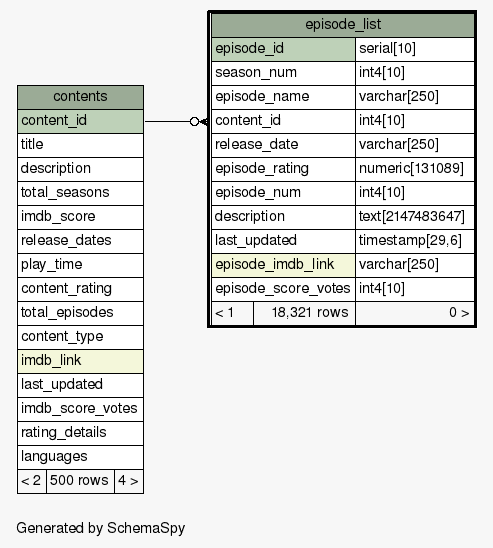 episode_list
episode_id serial[10]
season_num int4[10]
episode_name varchar[250]
content_id int4[10]
release_date varchar[250]
episode_rating numeric[131089]
episode_num int4[10]
description text[2147483647]
last_updated timestamp[29,6]
episode_imdb_link varchar[250]
episode_score_votes int4[10]
< 1 18,321 rows 0 >
contents
content_id
title
description
total_seasons
imdb_score
release_dates
play_time
content_rating
total_episodes
content_type
imdb_link
last_updated
imdb_score_votes
rating_details
languages
< 2 500 rows 4 >
Generated by SchemaSpy